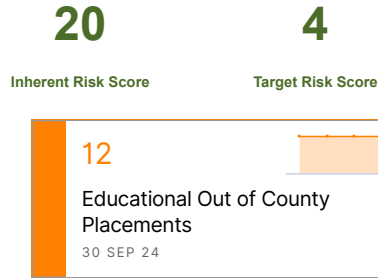 20 4
Inherent Risk Score Target Risk Score
12
Educational Out of County
Placements
30 SEP 24